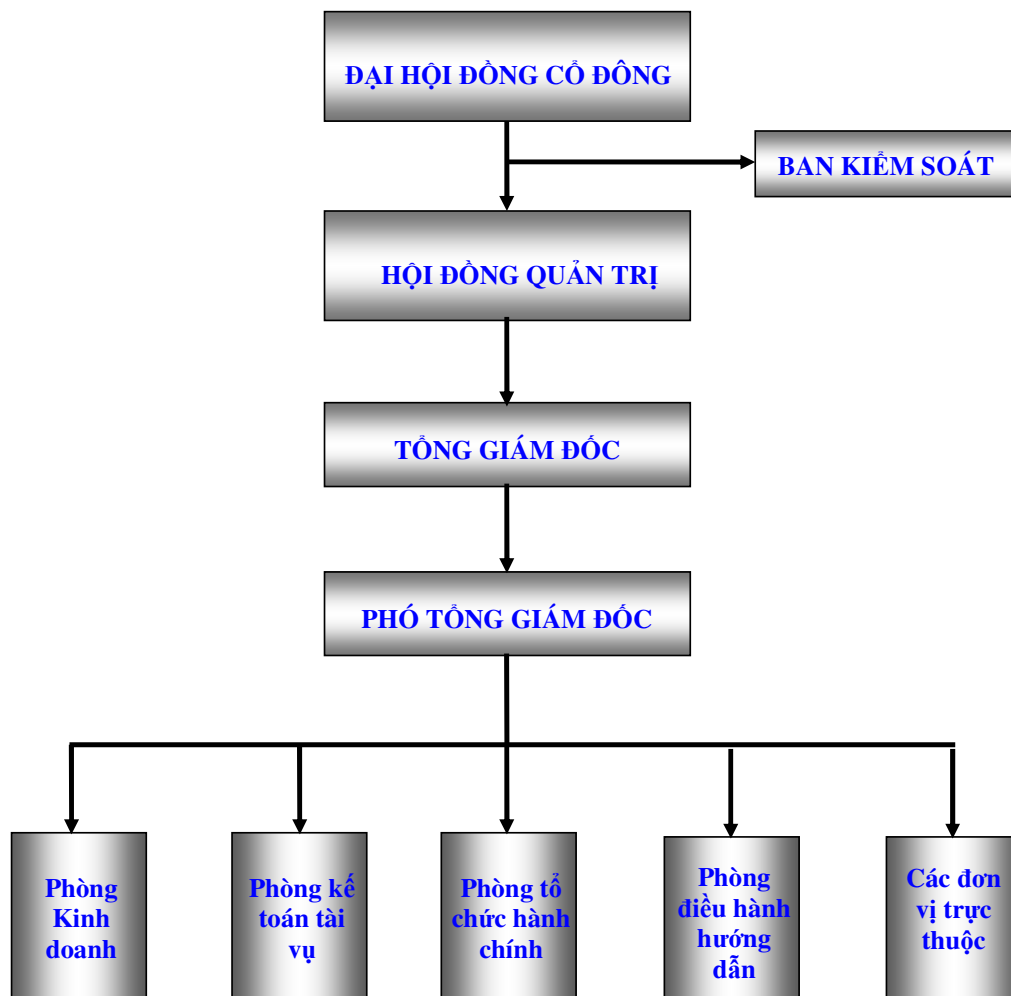 ĐẠI HỘI ĐỒNG CỔ ĐÔNG
BAN KIỂM SOÁT
HỘI ĐỒNG QUẢN TRỊ
TỔNG GIÁM ĐỐC
PHÓ TỔNG GIÁM ĐỐC
Phòng
Kinh
doanh
Phòng kế
toán tài
vụ
Phòng tổ
chức hành
chính
Phòng
điều hành
hướng
dẫn
Các đơn
vị trực
thuộc